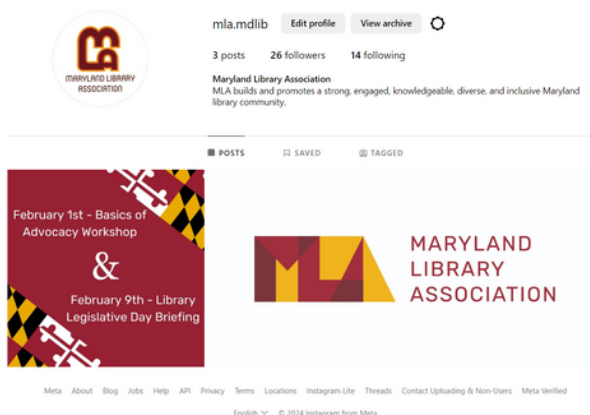 mla.mdlib Edit profile View archive
3 posts 26 followers 14 following
MA
MARYLAND LIBRARY
ASSOCIATION
Maryland Library Association
MLA builds and promotes a strong, engaged, knowledgeable, diverse, and inclusive Maryland
library community.
POSTS SAVED TAGGED
February 1st - Basics of
Advocacy Workshop
&
February 9th - Library
Legislative Day Briefing
MLA
MARYLAND
LIBRARY
ASSOCIATION
Meta About Blog Jobs Help API Privacy Terms Locations Instagram Lite Threads Contact Uploading & Non-Users Meta Verified
English © 2024 Instagram from Meta